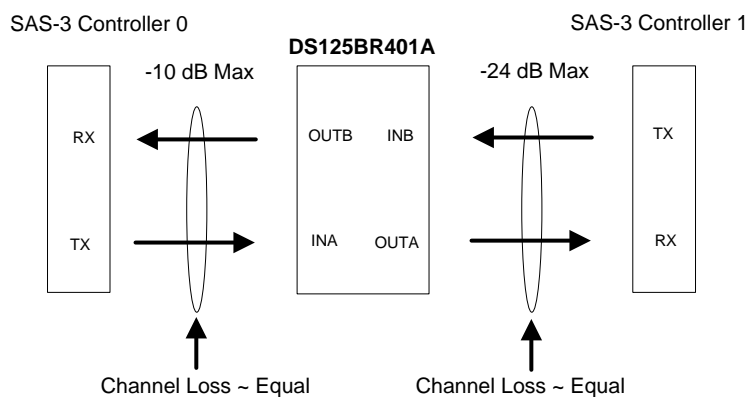 SAS-3 Controller 0
SAS-3 Controller 1
DS125BR401A
-10 dB Max
-24 dB Max
RX
OUTB
INB
TX
TX
INA
OUTA
RX
Channel Loss ~ Equal
Channel Loss ~ Equal